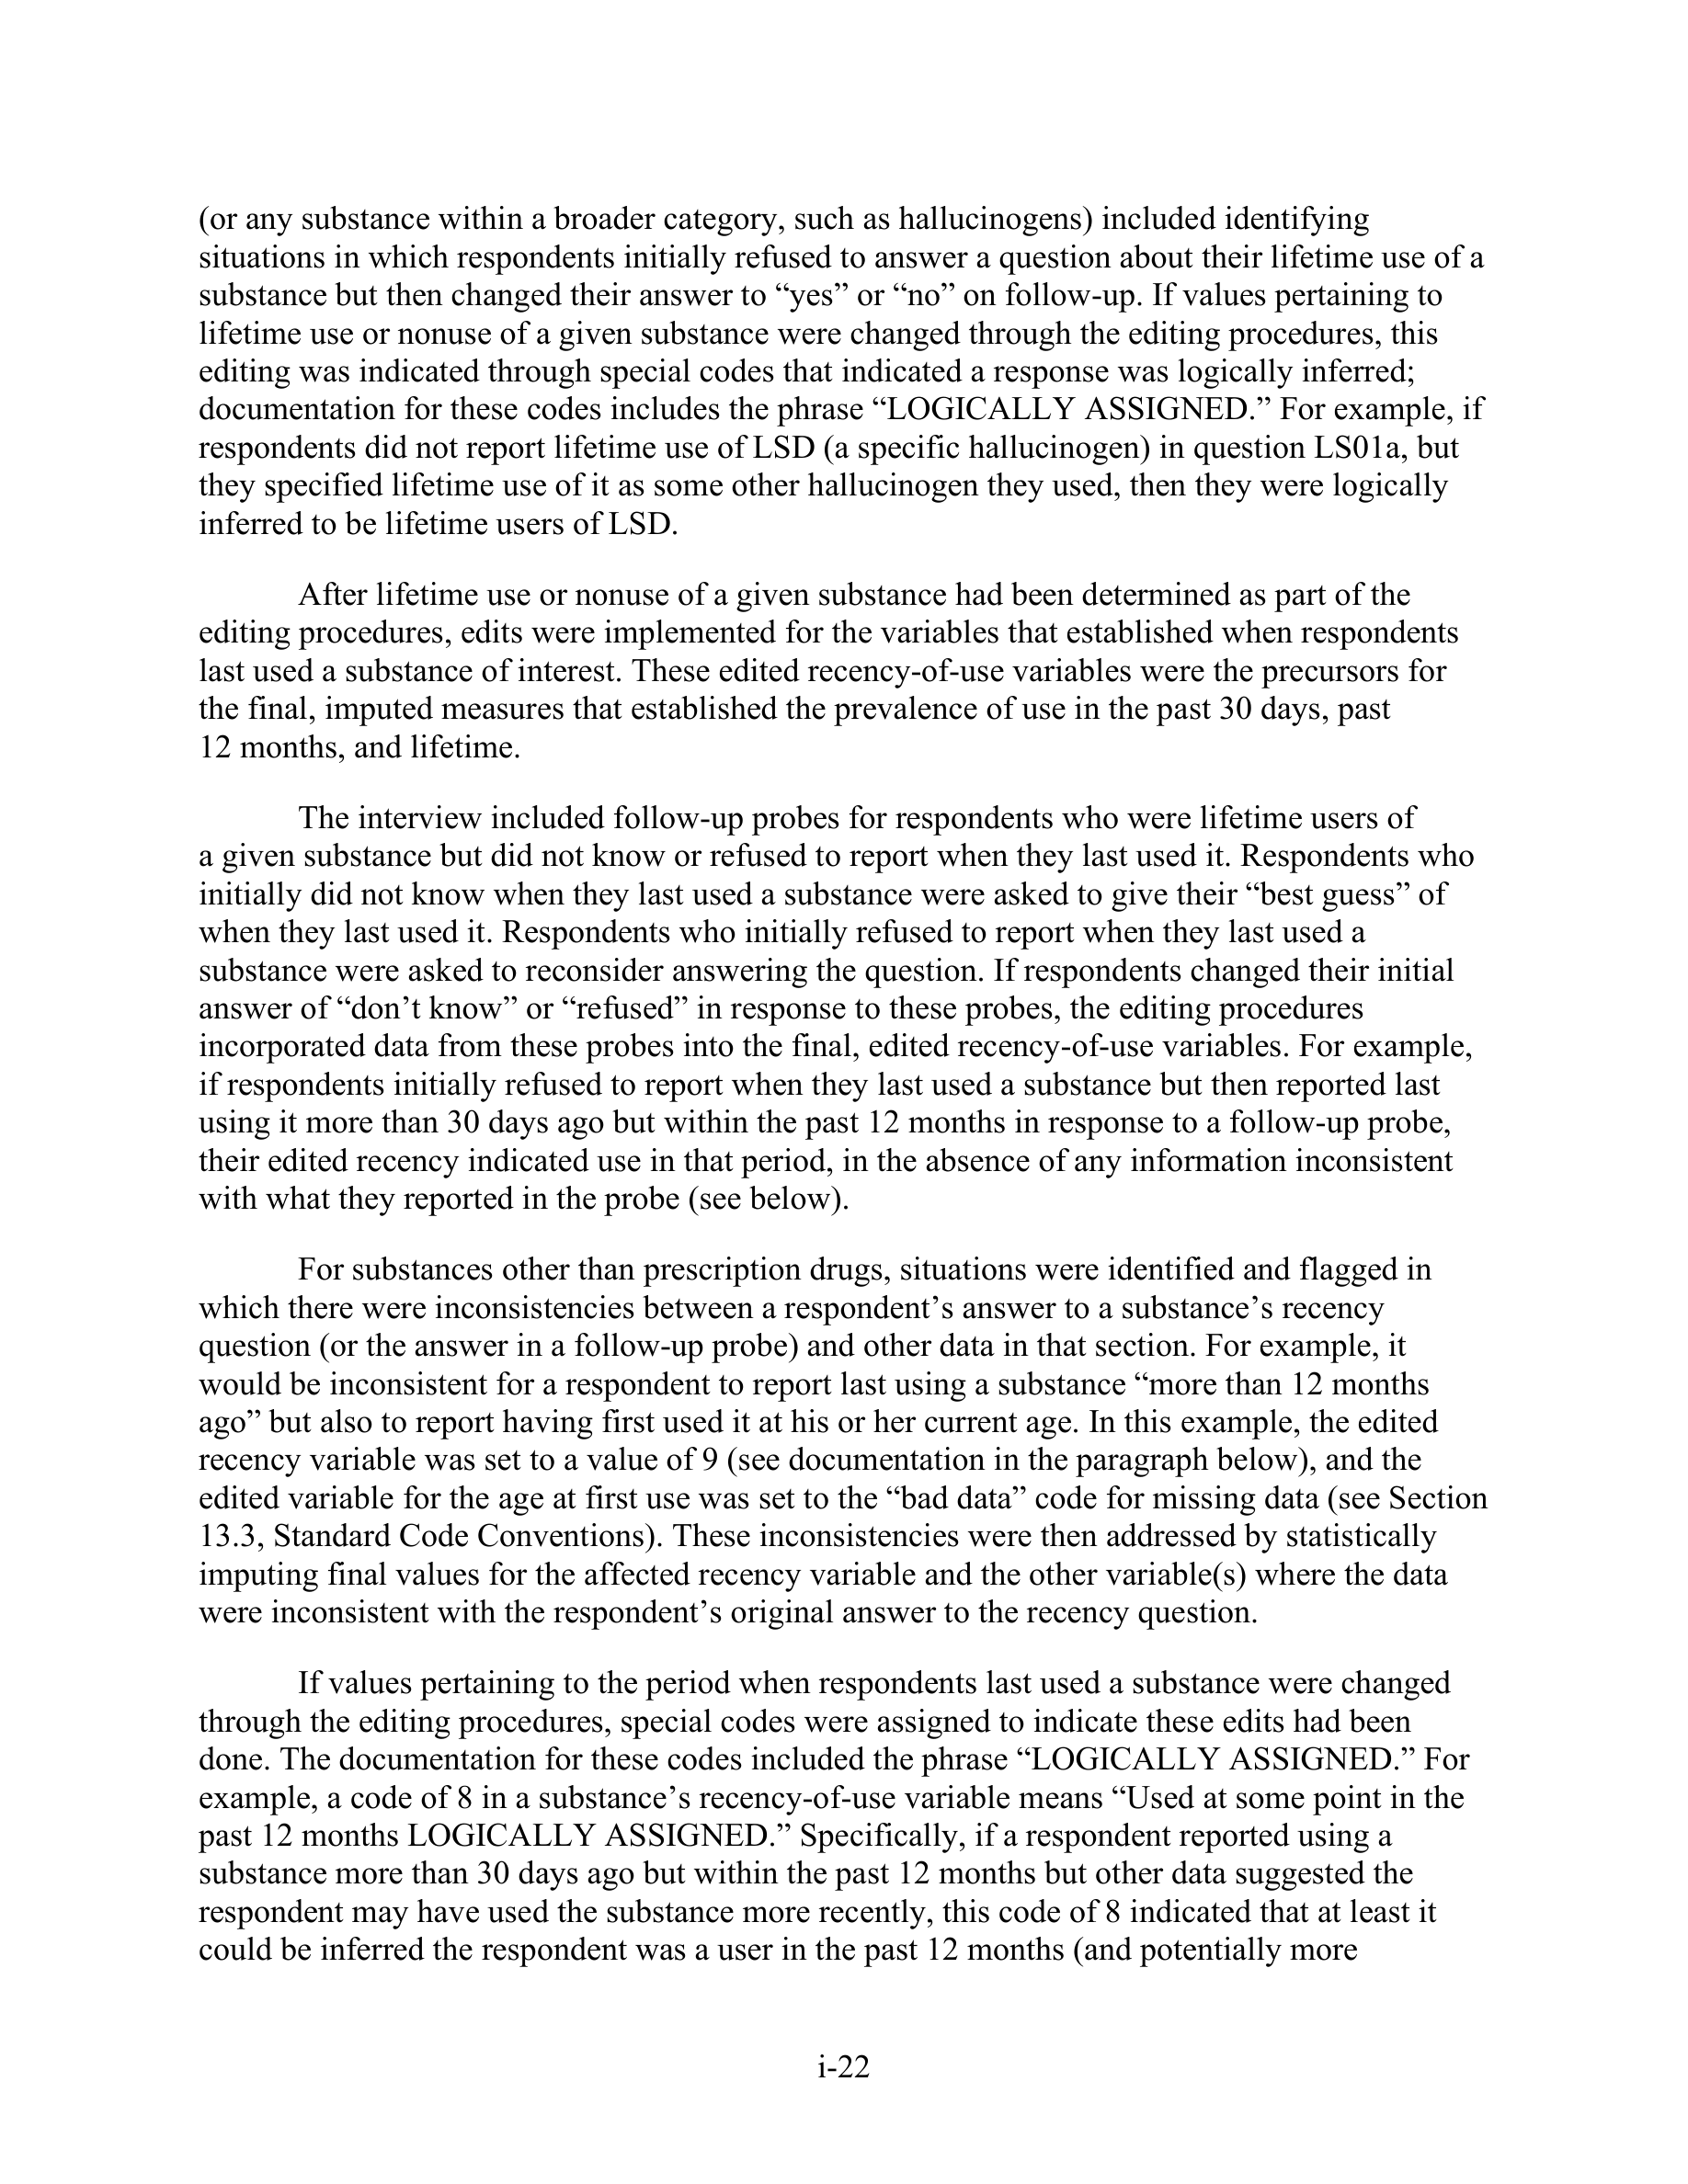 (or any substance within a broader category, such as hallucinogens) included identifying
situations in which respondents initially refused to answer a question about their lifetime use of a
substance but then changed their answer to “yes” or “no” on follow-up. If values pertaining to
lifetime use or nonuse of a given substance were changed through the editing procedures, this
editing was indicated through special codes that indicated a response was logically inferred;
documentation for these codes includes the phrase “LOGICALLY ASSIGNED.” For example, if
respondents did not report lifetime use of LSD (a specific hallucinogen) in question LS01a, but
they specified lifetime use of it as some other hallucinogen they used, then they were logically
inferred to be lifetime users of LSD.
After lifetime use or nonuse of a given substance had been determined as part of the
editing procedures, edits were implemented for the variables that established when respondents
last used a substance of interest. These edited recency-of-use variables were the precursors for
the final, imputed measures that established the prevalence of use in the past 30 days, past
12 months, and lifetime.
The interview included follow-up probes for respondents who were lifetime users of
a given substance but did not know or refused to report when they last used it. Respondents who
initially did not know when they last used a substance were asked to give their “best guess” of
when they last used it. Respondents who initially refused to report when they last used a
substance were asked to reconsider answering the question. If respondents changed their initial
answer of “don’t know” or “refused” in response to these probes, the editing procedures
incorporated data from these probes into the final, edited recency-of-use variables. For example,
if respondents initially refused to report when they last used a substance but then reported last
using it more than 30 days ago but within the past 12 months in response to a follow-up probe,
their edited recency indicated use in that period, in the absence of any information inconsistent
with what they reported in the probe (see below).
For substances other than prescription drugs, situations were identified and flagged in
which there were inconsistencies between a respondent’s answer to a substance’s recency
question (or the answer in a follow-up probe) and other data in that section. For example, it
would be inconsistent for a respondent to report last using a substance “more than 12 months
ago” but also to report having first used it at his or her current age. In this example, the edited
recency variable was set to a value of 9 (see documentation in the paragraph below), and the
edited variable for the age at first use was set to the “bad data” code for missing data (see Section
13.3, Standard Code Conventions). These inconsistencies were then addressed by statistically
imputing final values for the affected recency variable and the other variable(s) where the data
were inconsistent with the respondent’s original answer to the recency question.
If values pertaining to the period when respondents last used a substance were changed
through the editing procedures, special codes were assigned to indicate these edits had been
done. The documentation for these codes included the phrase “LOGICALLY ASSIGNED.” For
example, a code of 8 in a substance’s recency-of-use variable means “Used at some point in the
past 12 months LOGICALLY ASSIGNED.” Specifically, if a respondent reported using a
substance more than 30 days ago but within the past 12 months but other data suggested the
respondent may have used the substance more recently, this code of 8 indicated that at least it
could be inferred the respondent was a user in the past 12 months (and potentially more
i-22